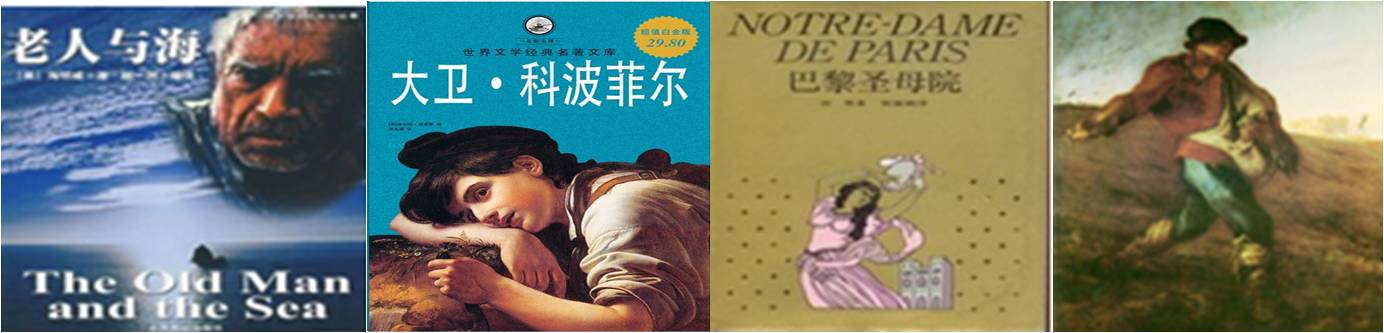 老人与海
The Old Man
and the Sea
世界文学经典名著文库
超值白金版
29.80
大卫·科波菲尔
NOTRE-DAME
DE PARIS
巴黎圣母院